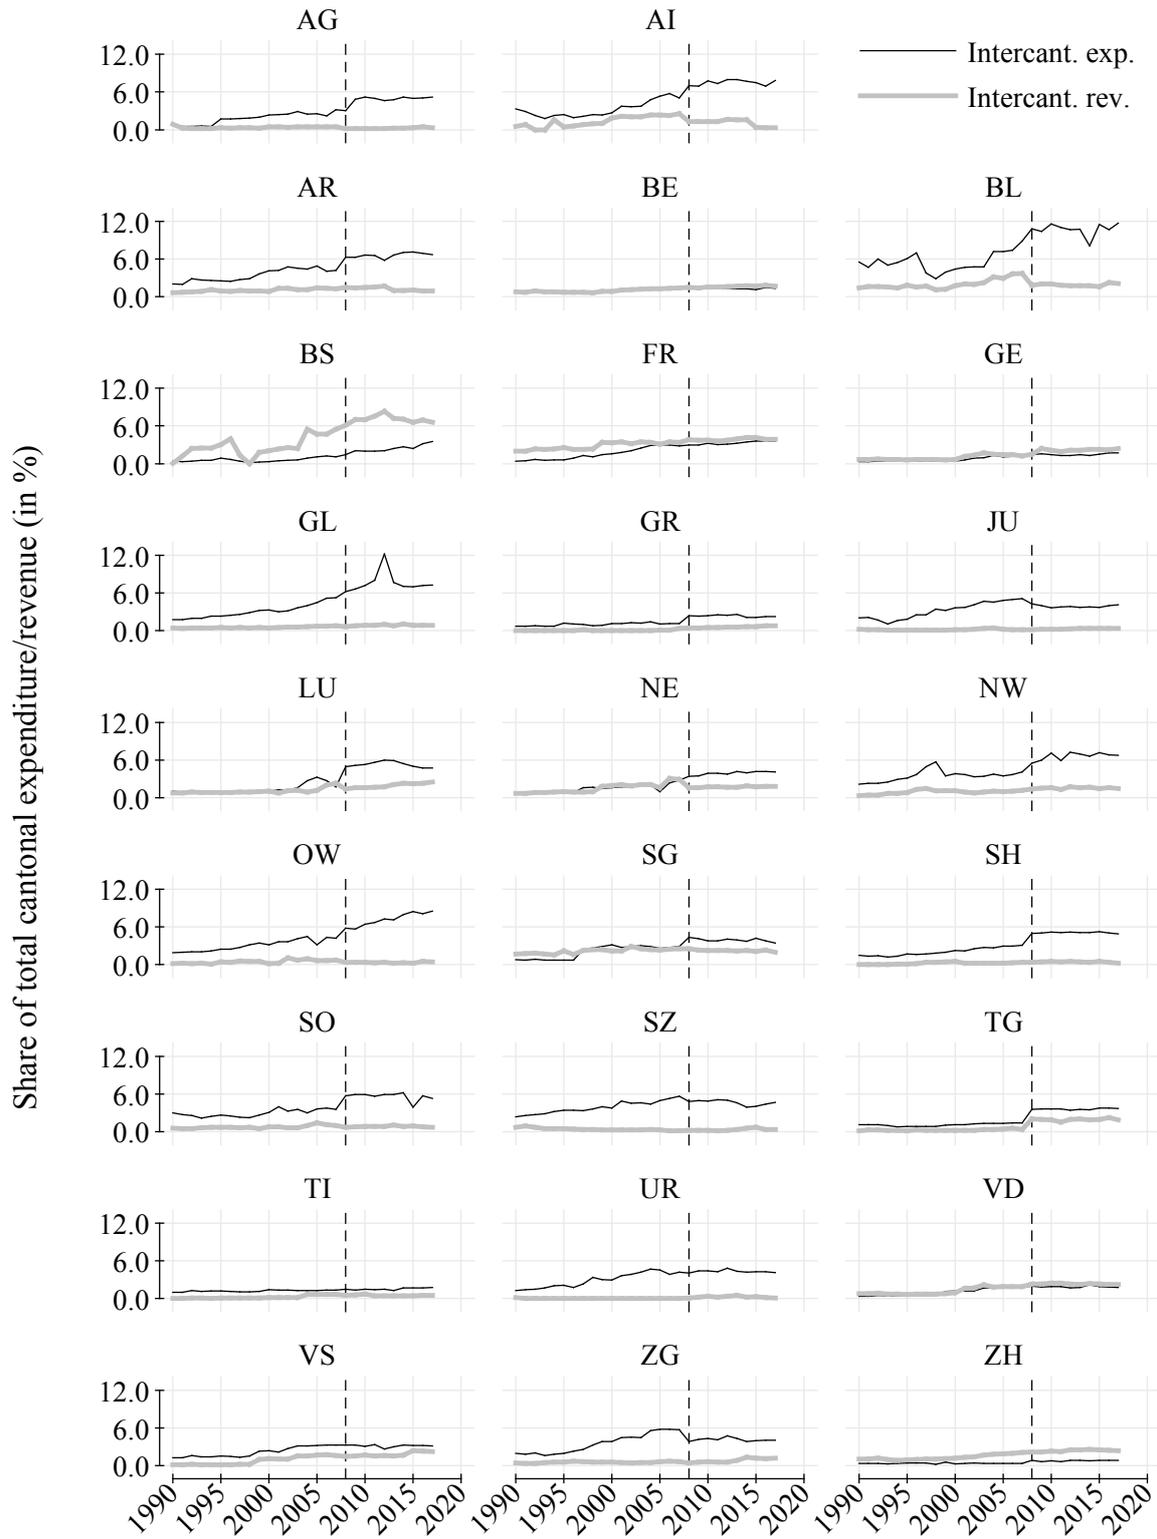 AG AI
12.0
6.0
0.0
Intercant. exp.
Intercant. rev.
AR BE BL
12.0
6.0
0.0
BS FR GE
12.0
6.0
0.0
GL GR JU
12.0
6.0
0.0
LU NE NW
12.0
6.0
0.0
OW SG SH
12.0
6.0
0.0
SO SZ TG
12.0
6.0
0.0
TI UR VD
12.0
6.0
0.0
VS ZG ZH
12.0
6.0
0.0
1990 1995 2000 2005 2010 2015 2020 1990 1995 2000 2005 2010 2015 2020 1990 1995 2000 2005 2010 2015 2020
Share of total cantonal expenditure/revenue (in %)